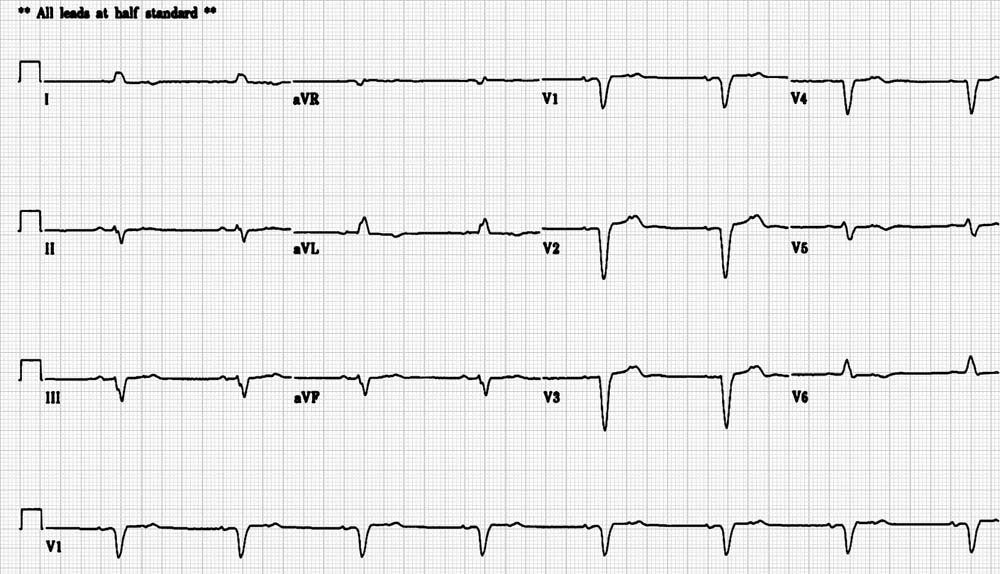 ** All leads at half standard **
I aVR V1 V4
II aVL V2 V5
III aVF V3 V6
V1